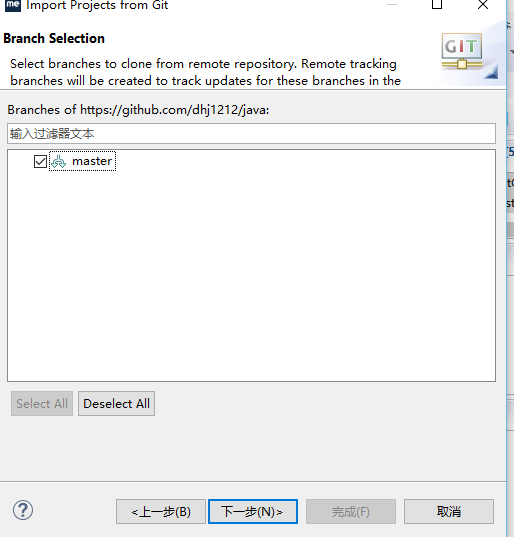 me Import Projects from Git
Branch Selection
GIT
Select branches to clone from remote repository. Remote tracking
branches will be created to track updates for these branches in the
Branches of https://github.com/dhj1212/java:
输入过滤器文本
master
Select All Deselect All
? <上一步(B) 下一步(N)> 完成(F) 取消